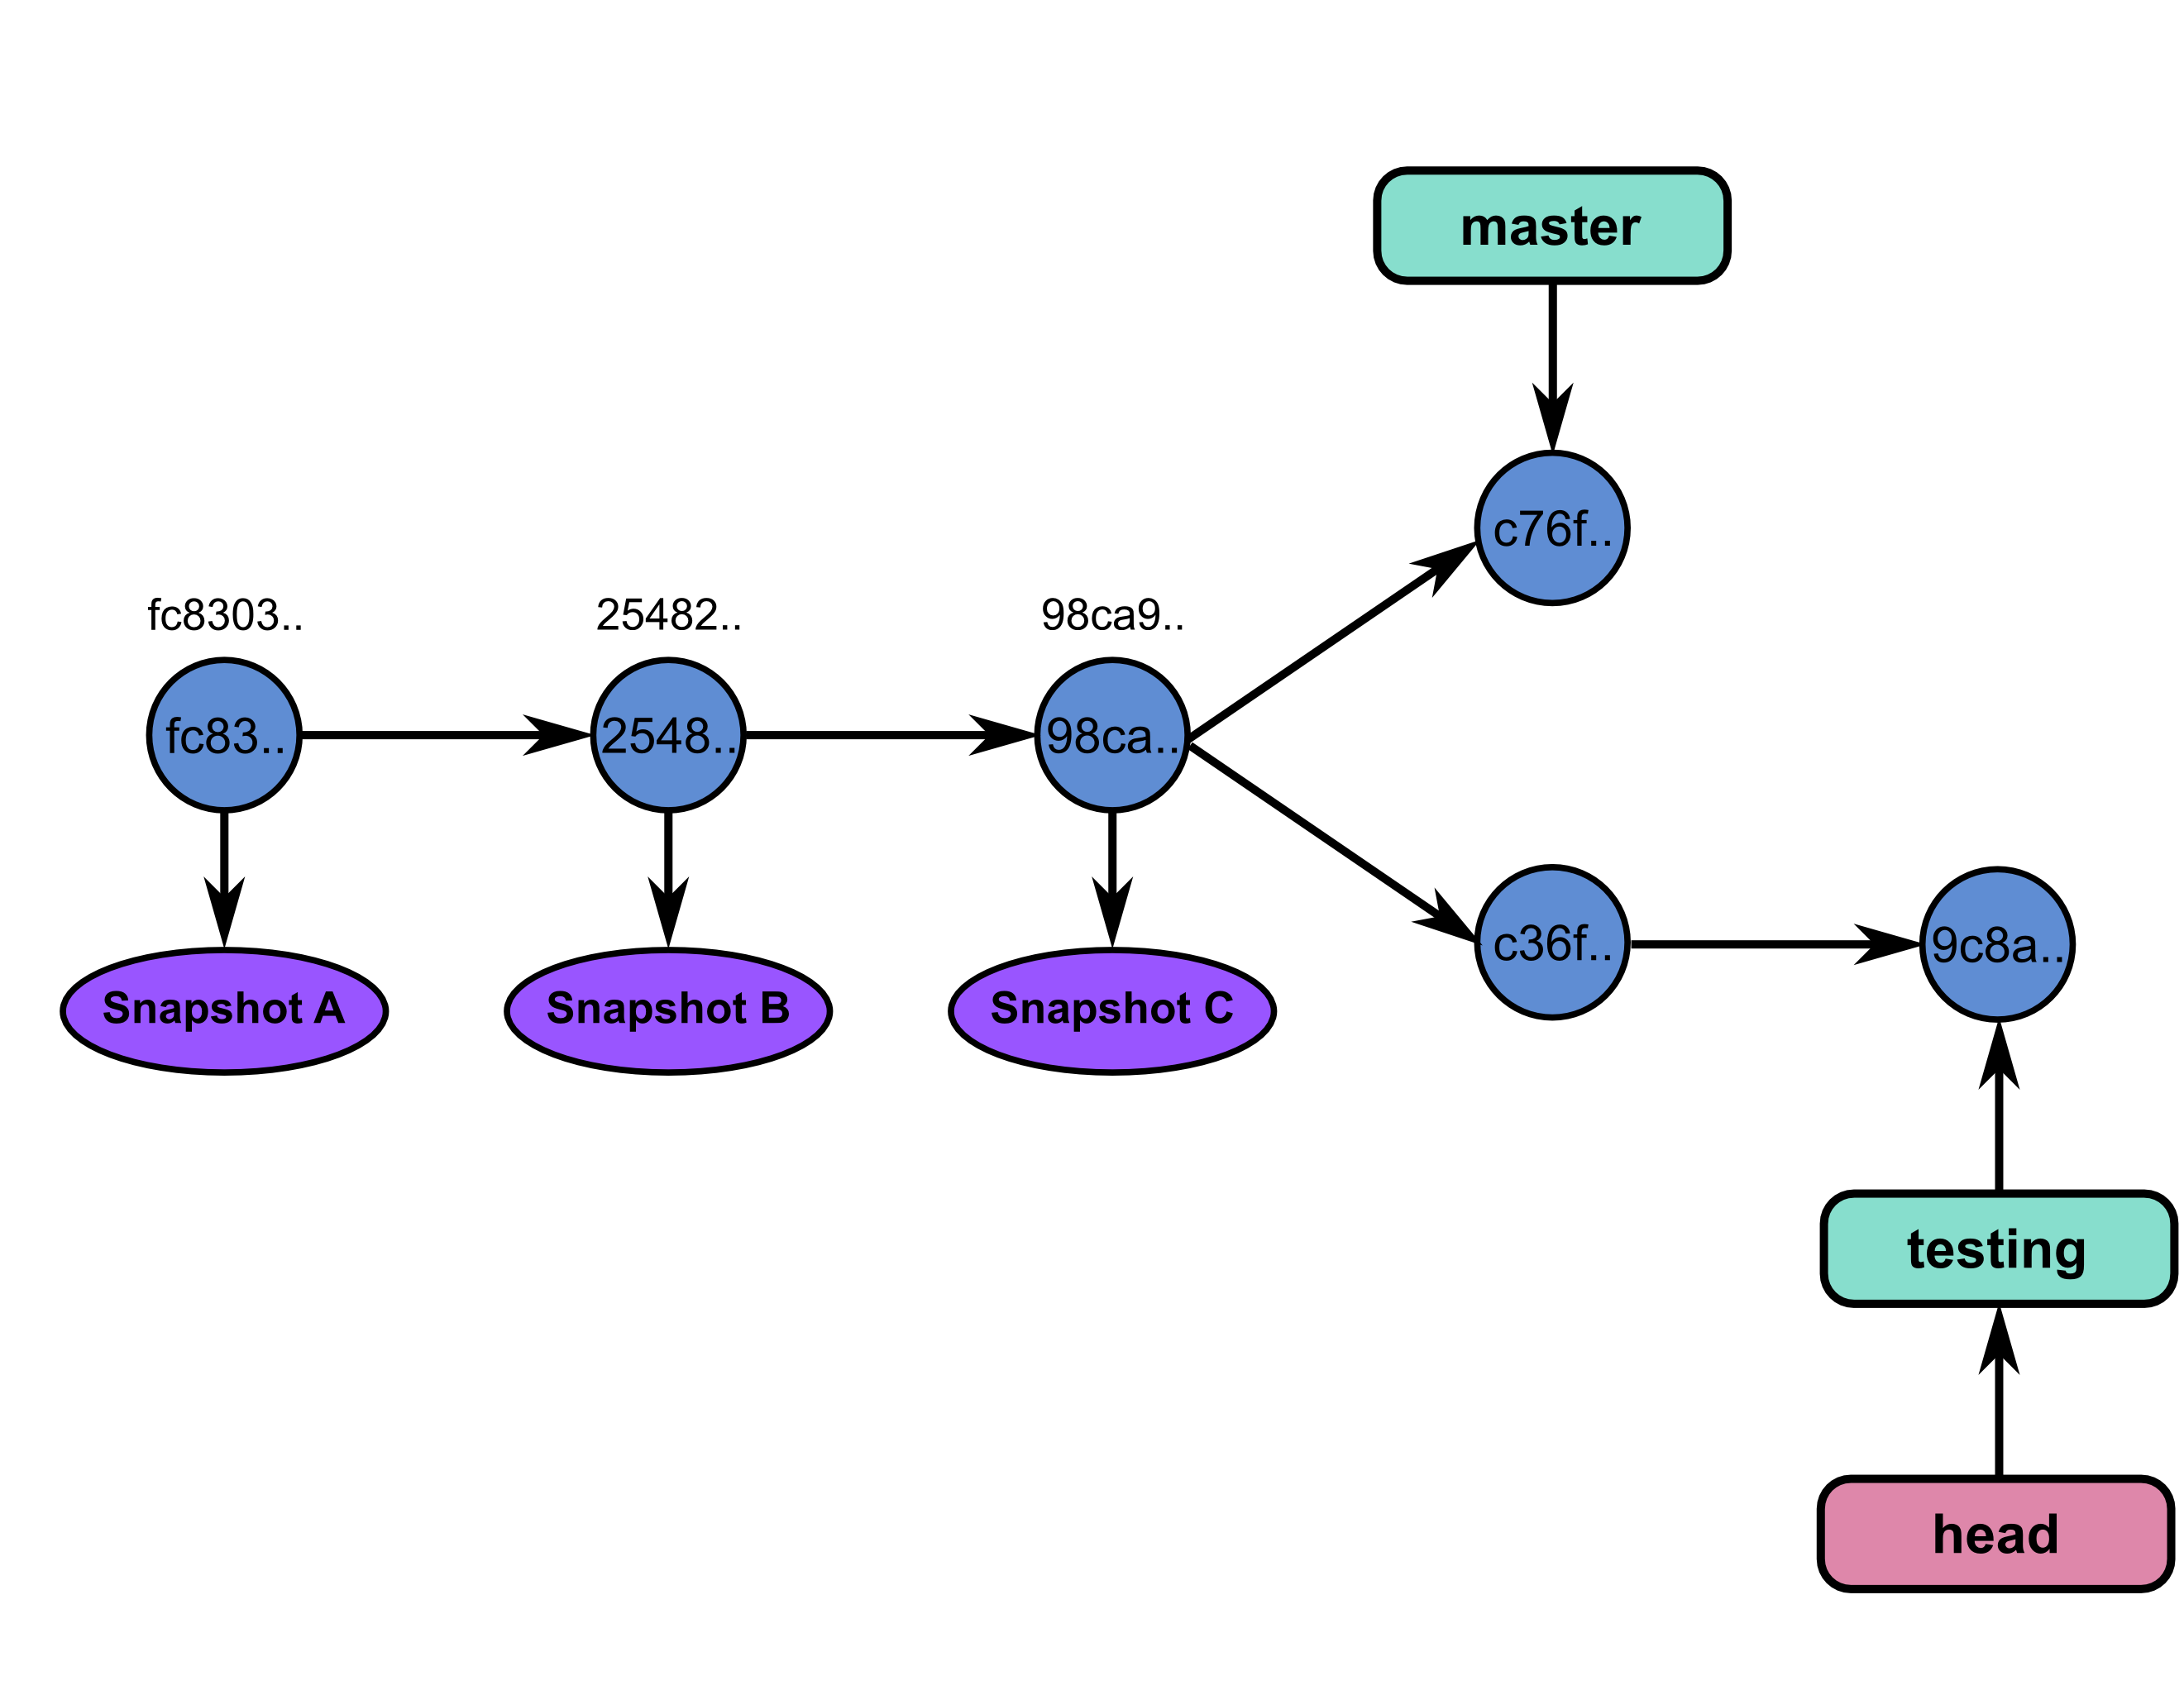 master
c76f..
fc8303..
25482..
98ca9..
fc83..
2548..
98ca..
c36f..
9c8a..
Snapshot A
Snapshot B
Snapshot C
testing
head